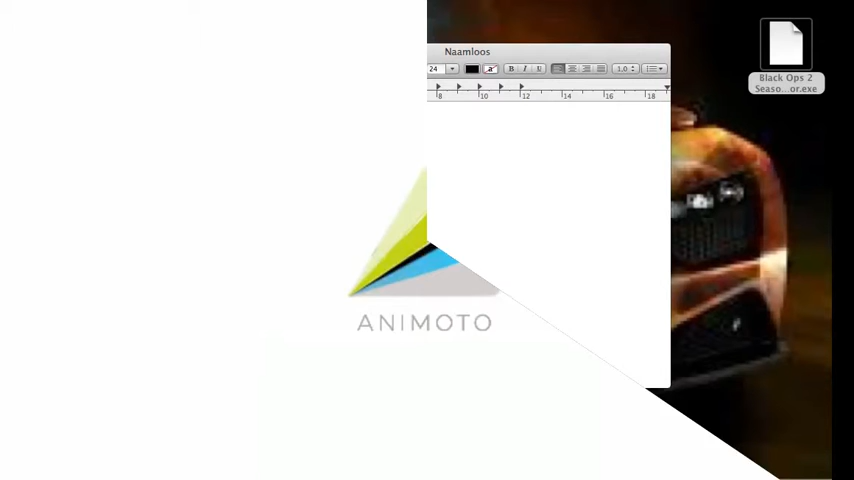 Naamloos
24
a
B I U
1,0
8 10 12 14 16 18
Black Ops 2
Seaso...or.exe
ANIMOTO